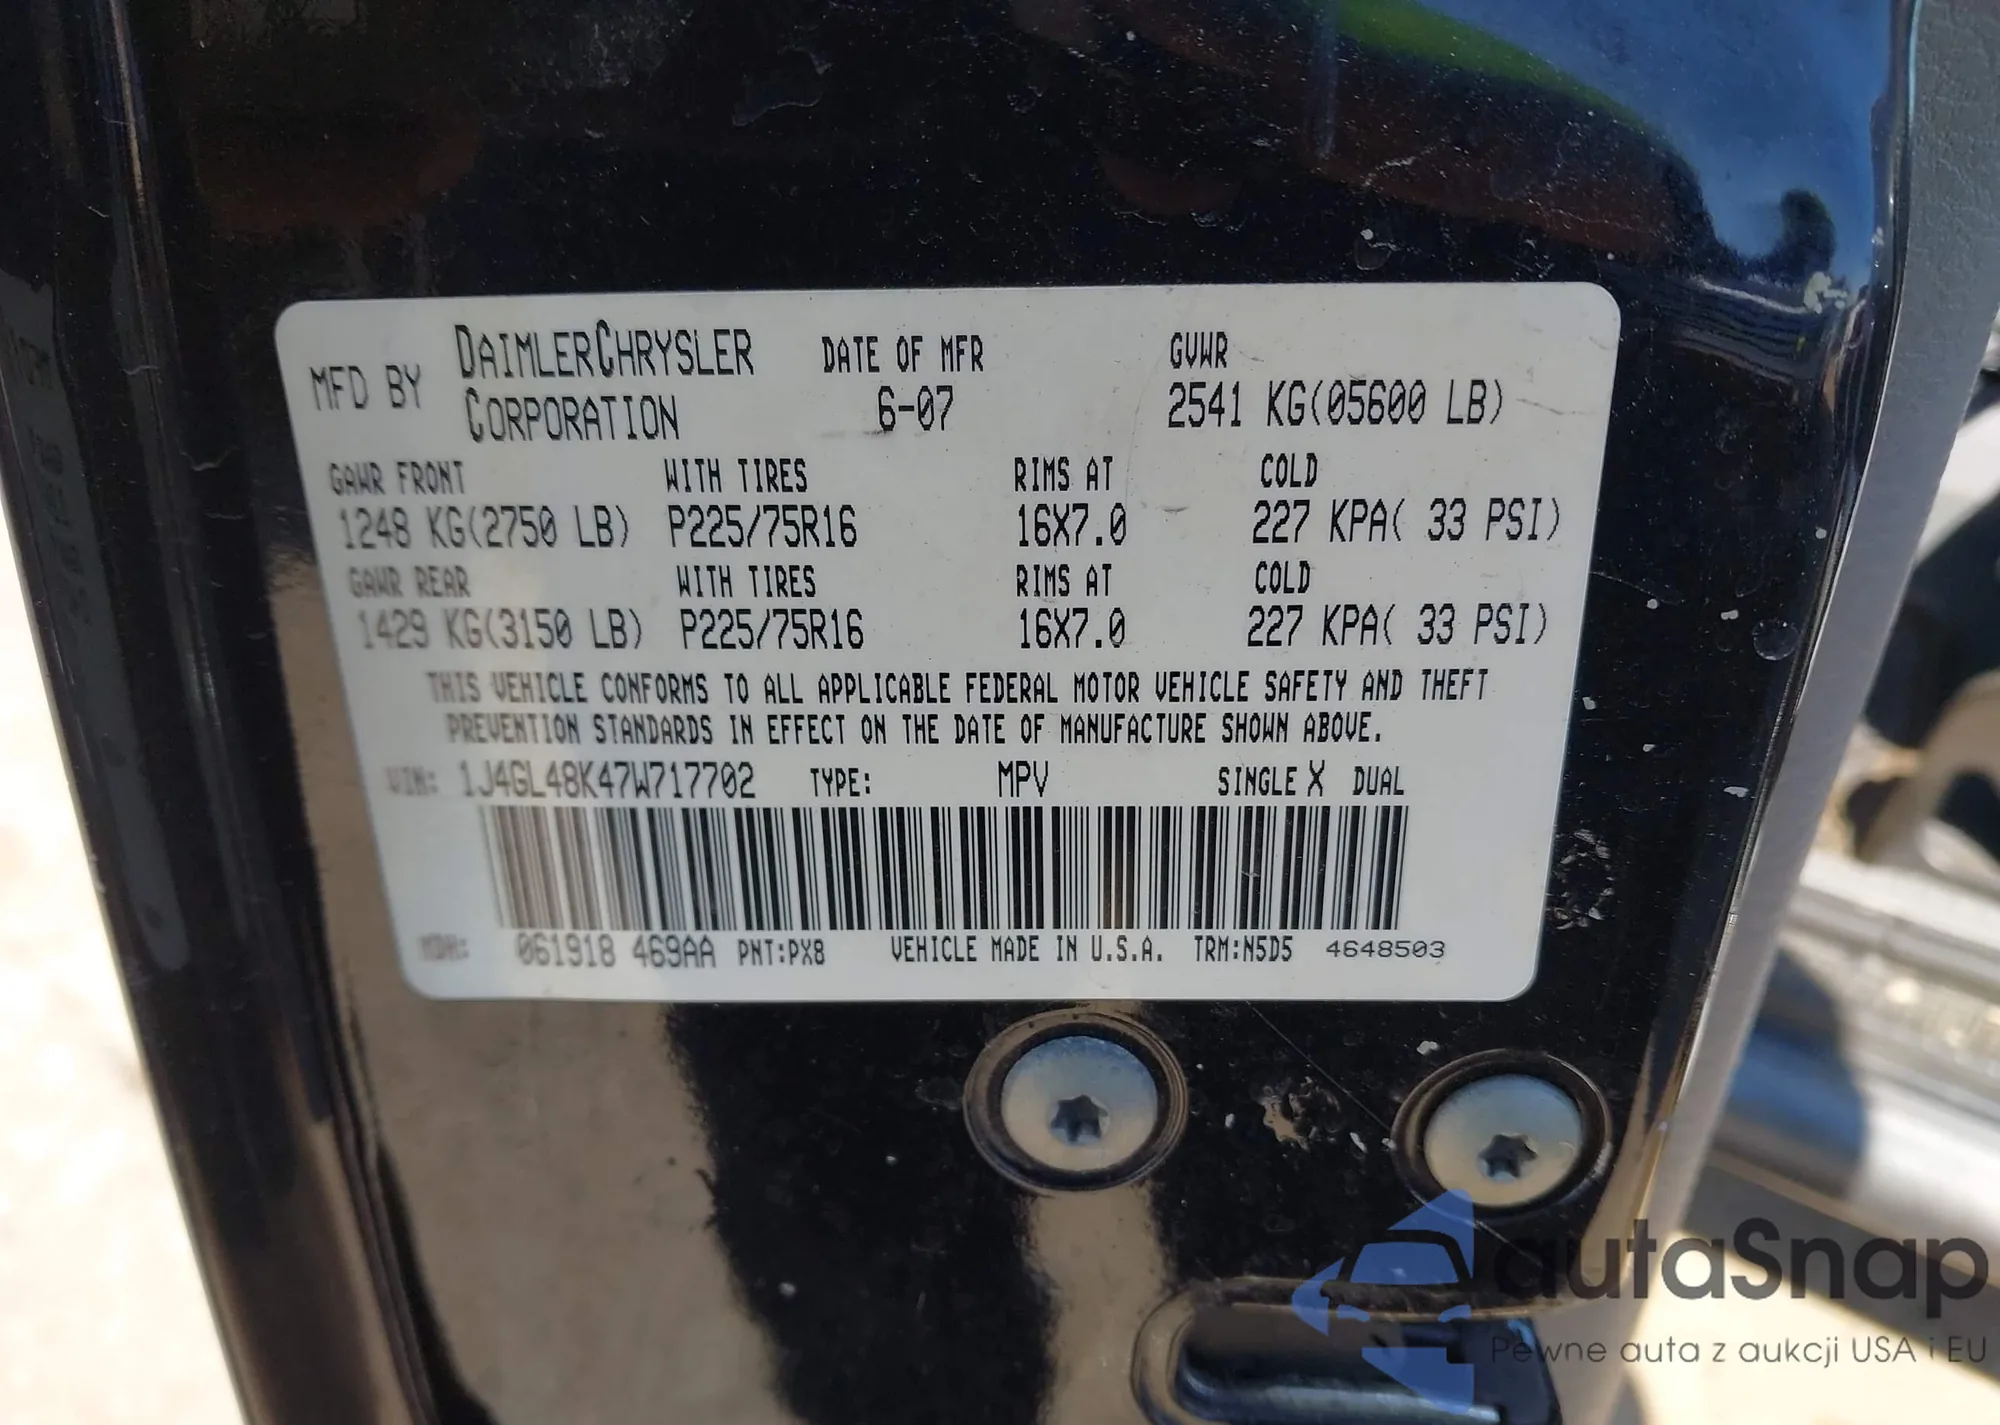 MFD BY DAIMLERCHRYSLER CORPORATION DATE OF MFR 6-07 GVWR 2541 KG(05600 LB)
GAWR FRONT WITH TIRES RIMS AT COLD
1248 KG(2750 LB) P225/75R16 16X7.0 227 KPA( 33 PSI)
GAWR REAR WITH TIRES RIMS AT COLD
1429 KG(3150 LB) P225/75R16 16X7.0 227 KPA( 33 PSI)
THIS VEHICLE CONFORMS TO ALL APPLICABLE FEDERAL MOTOR VEHICLE SAFETY AND THEFT
PREVENTION STANDARDS IN EFFECT ON THE DATE OF MANUFACTURE SHOWN ABOVE.
VIN: 1J4GL48K47W717702 TYPE: MPV SINGLE X DUAL
MDH: 061918 469AA PNT:PX8 VEHICLE MADE IN U.S.A. TRM:N5D5 4648503
autaSnap
Pewne auta z aukcji USA i EU